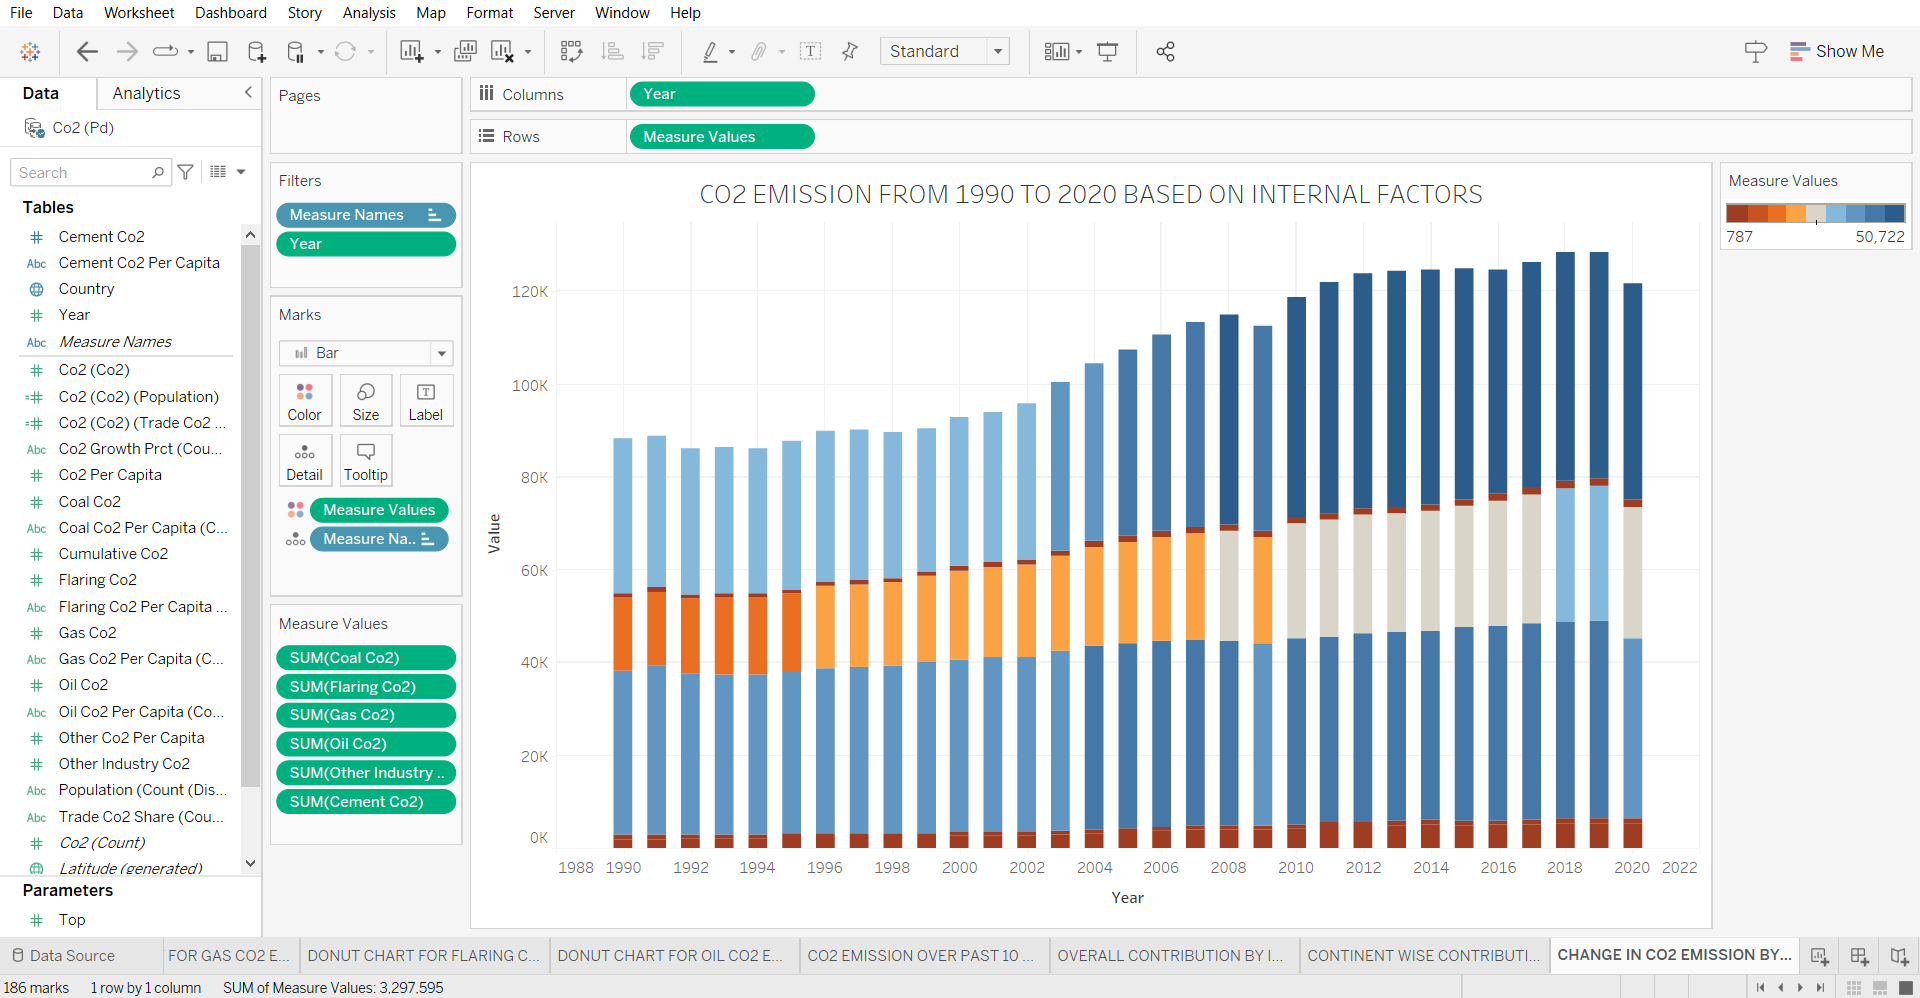 File Data Worksheet Dashboard Story Analysis Map Format Server Window Help
Standard
Show Me
Data
Analytics
Co2 (Pd)
Search
Tables
Cement Co2
Abc Cement Co2 Per Capita
Country
Year
Abc Measure Names
Co2 (Co2)
Co2 (Co2) (Population)
Co2 (Co2) (Trade Co2 ...
Abc Co2 Growth Prct (Cou...
Co2 Per Capita
Coal Co2
Abc Coal Co2 Per Capita (C...
Cumulative Co2
Flaring Co2
Abc Flaring Co2 Per Capita ...
Gas Co2
Abc Gas Co2 Per Capita (C...
Oil Co2
Abc Oil Co2 Per Capita (Co...
Other Co2 Per Capita
Other Industry Co2
Abc Population (Count (Dis...
Abc Trade Co2 Share (Cou...
Co2 (Count)
Latitude (generated)
Parameters
Top
Pages
Filters
Measure Names
Year
Marks
Bar
Color
Size
T
Label
Detail
Tooltip
Measure Values
Measure Na..
Measure Values
SUM(Coal Co2)
SUM(Flaring Co2)
SUM(Gas Co2)
SUM(Oil Co2)
SUM(Other Industry ..
SUM(Cement Co2)
Columns
Year
Rows
Measure Values
CO2 EMISSION FROM 1990 TO 2020 BASED ON INTERNAL FACTORS
Value
120K
100K
80K
60K
40K
20K
0K
1988 1990 1992 1994 1996 1998 2000 2002 2004 2006 2008 2010 2012 2014 2016 2018 2020 2022
Year
Measure Values
787 50,722
Data Source
FOR GAS CO2 E...
DONUT CHART FOR FLARING C...
DONUT CHART FOR OIL CO2 E...
CO2 EMISSION OVER PAST 10 ...
OVERALL CONTRIBUTION BY I...
CONTINENT WISE CONTRIBUTI...
CHANGE IN CO2 EMISSION BY...
186 marks 1 row by 1 column SUM of Measure Values: 3,297,595